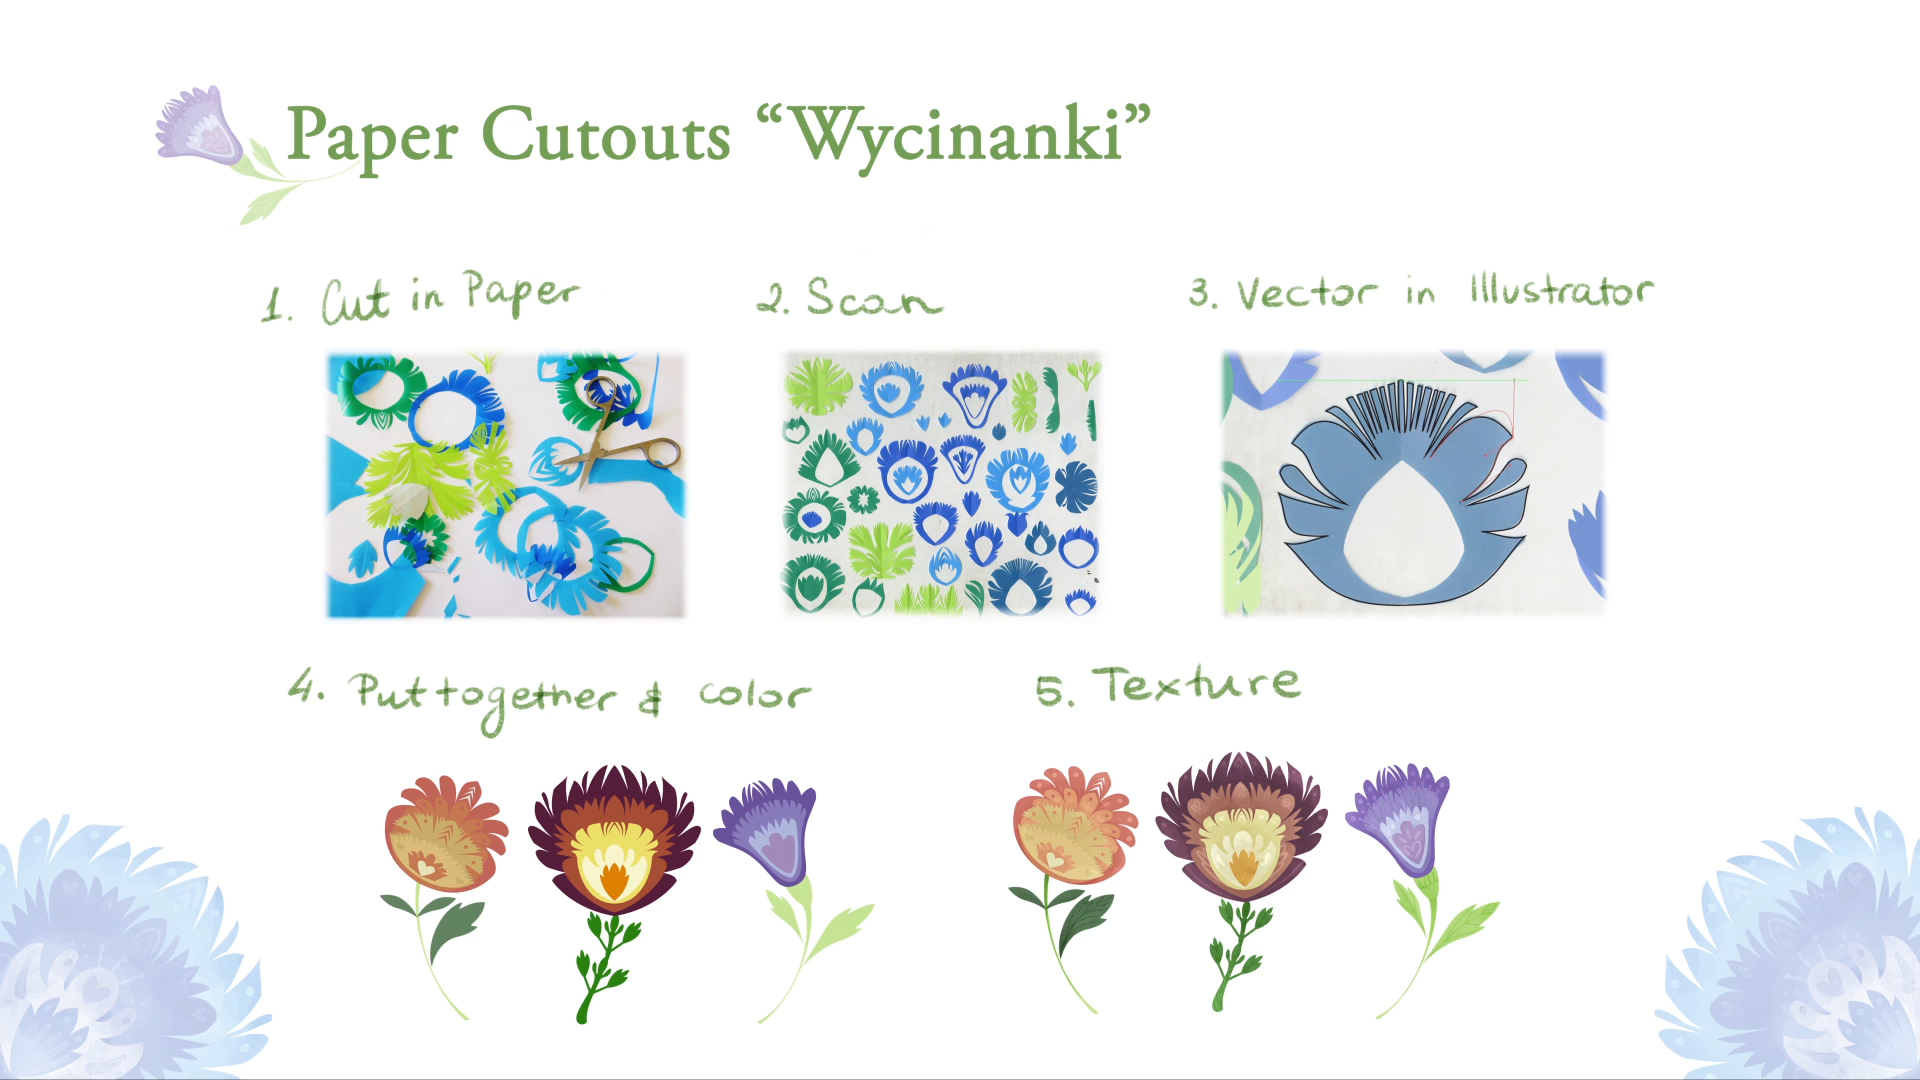 Paper Cutouts “Wycinanki”
1. Cut in Paper
2. Scan
3. Vector in Illustrator
4. Put together & color
5. Texture